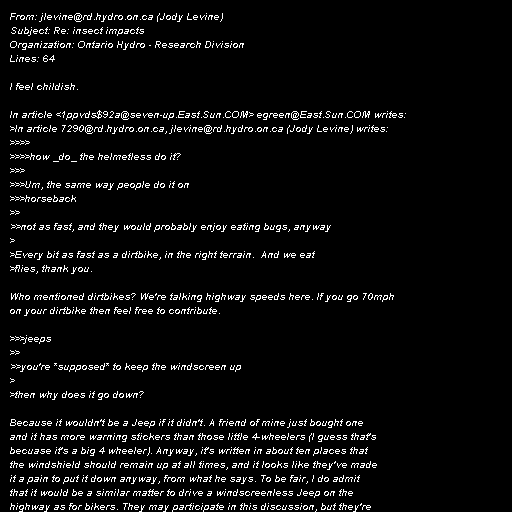 From: jlevine@rd.hydro.on.ca (Jody Levine)
Subject: Re: insect impacts
Organization: Ontario Hydro - Research Division
Lines: 64

I feel childish.

In article <1ppvds$92a@seven-up.East.Sun.COM> egreen@East.Sun.COM writes:
>In article 7290@rd.hydro.on.ca, jlevine@rd.hydro.on.ca (Jody Levine) writes:
>>>>
>>>>how _do_ the helmetless do it?
>>>
>>>Um, the same way people do it on
>>>horseback
>>
>>not as fast, and they would probably enjoy eating bugs, anyway
>
>Every bit as fast as a dirtbike, in the right terrain.  And we eat
>flies, thank you.

Who mentioned dirtbikes? We're talking highway speeds here. If you go 70mph
on your dirtbike then feel free to contribute.

>>>jeeps
>>
>>you're *supposed* to keep the windscreen up
>
>then why does it go down?

Because it wouldn't be a Jeep if it didn't. A friend of mine just bought one
and it has more warning stickers than those little 4-wheelers (I guess that's
becuase it's a big 4 wheeler). Anyway, it's written in about ten places that
the windshield should remain up at all times, and it looks like they've made
it a pain to put it down anyway, from what he says. To be fair, I do admit
that it would be a similar matter to drive a windscreenless Jeep on the
highway as for bikers. They may participate in this discussion, but they're